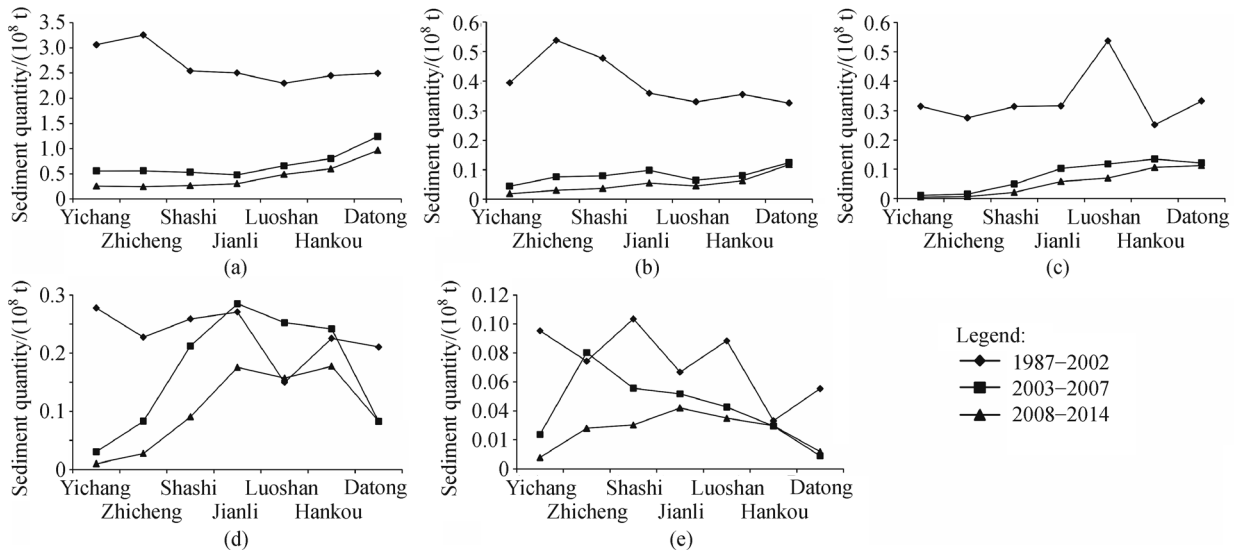 Sediment quantity/(10⁸ t)
3.5
3.0
2.5
2.0
1.5
1.0
0.5
0
Yichang Shashi Luoshan Datong
Zhicheng Jianli Hankou
(a)
Sediment quantity/(10⁸ t)
0.6
0.5
0.4
0.3
0.2
0.1
0
Yichang Shashi Luoshan Datong
Zhicheng Jianli Hankou
(b)
Sediment quantity/(10⁸ t)
0.6
0.5
0.4
0.3
0.2
0.1
0
Yichang Shashi Luoshan Datong
Zhicheng Jianli Hankou
(c)
Sediment quantity/(10⁸ t)
0.3
0.2
0.1
0
Yichang Shashi Luoshan Datong
Zhicheng Jianli Hankou
(d)
Sediment quantity/(10⁸ t)
0.12
0.10
0.08
0.06
0.04
0.01
0
Yichang Shashi Luoshan Datong
Zhicheng Jianli Hankou
(e)
Legend:
1987−2002
2003−2007
2008−2014